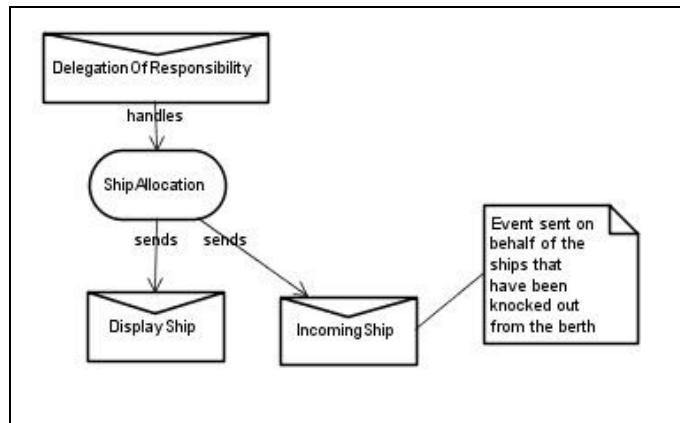 DelegationOfResponsibility
handles
ShipAllocation
sends
sends
Display Ship
IncomingShip
Event sent on
behalf of the
ships that
have been
knocked out
from the berth